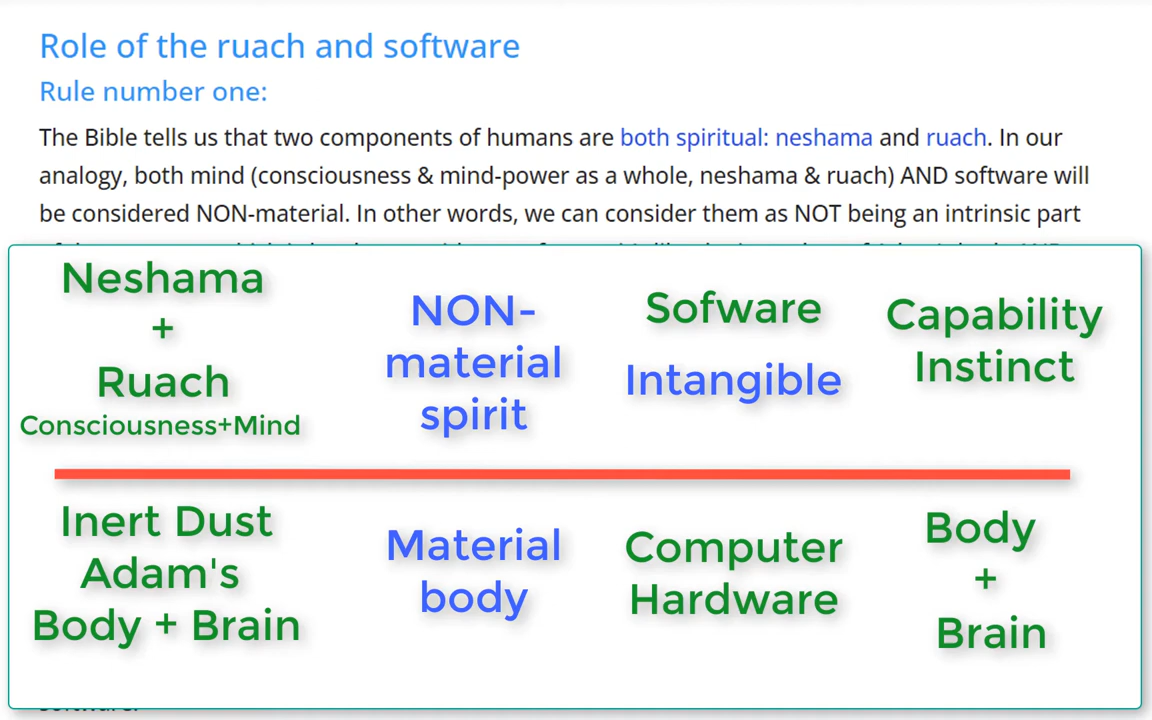 Role of the ruach and software
Rule number one:
The Bible tells us that two components of humans are both spiritual: neshama and ruach. In our
analogy, both mind (consciousness & mind-power as a whole, neshama & ruach) AND software will
be considered NON-material. In other words, we can consider them as NOT being an intrinsic part
Neshama
+
Ruach
Consciousness+Mind
NON-
material
spirit
Sofware
Intangible
Capability
Instinct
Inert Dust
Adam's
Body + Brain
Material
body
Computer
Hardware
Body
+
Brain